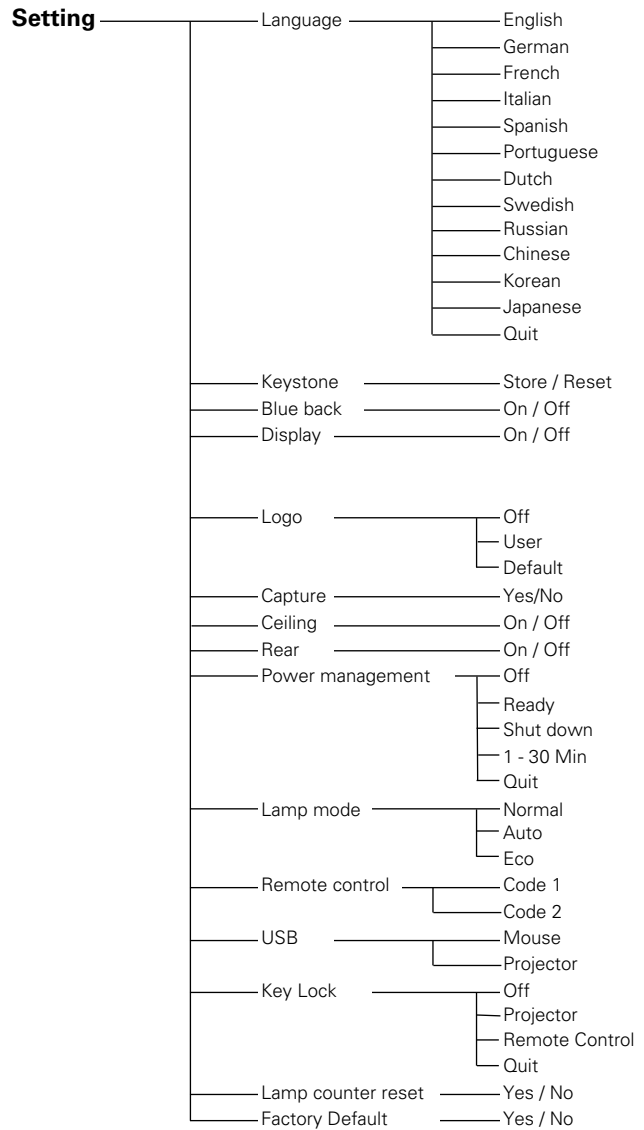 Setting Language English
German
French
Italian
Spanish
Portuguese
Dutch
Swedish
Russian
Chinese
Korean
Japanese
Quit
Keystone Store / Reset
Blue back On / Off
Display On / Off
Logo Off
User
Default
Capture Yes/No
Ceiling On / Off
Rear On / Off
Power management Off
Ready
Shut down
1 - 30 Min
Quit
Lamp mode Normal
Auto
Eco
Remote control Code 1
Code 2
USB Mouse
Projector
Key Lock Off
Projector
Remote Control
Quit
Lamp counter reset Yes / No
Factory Default Yes / No